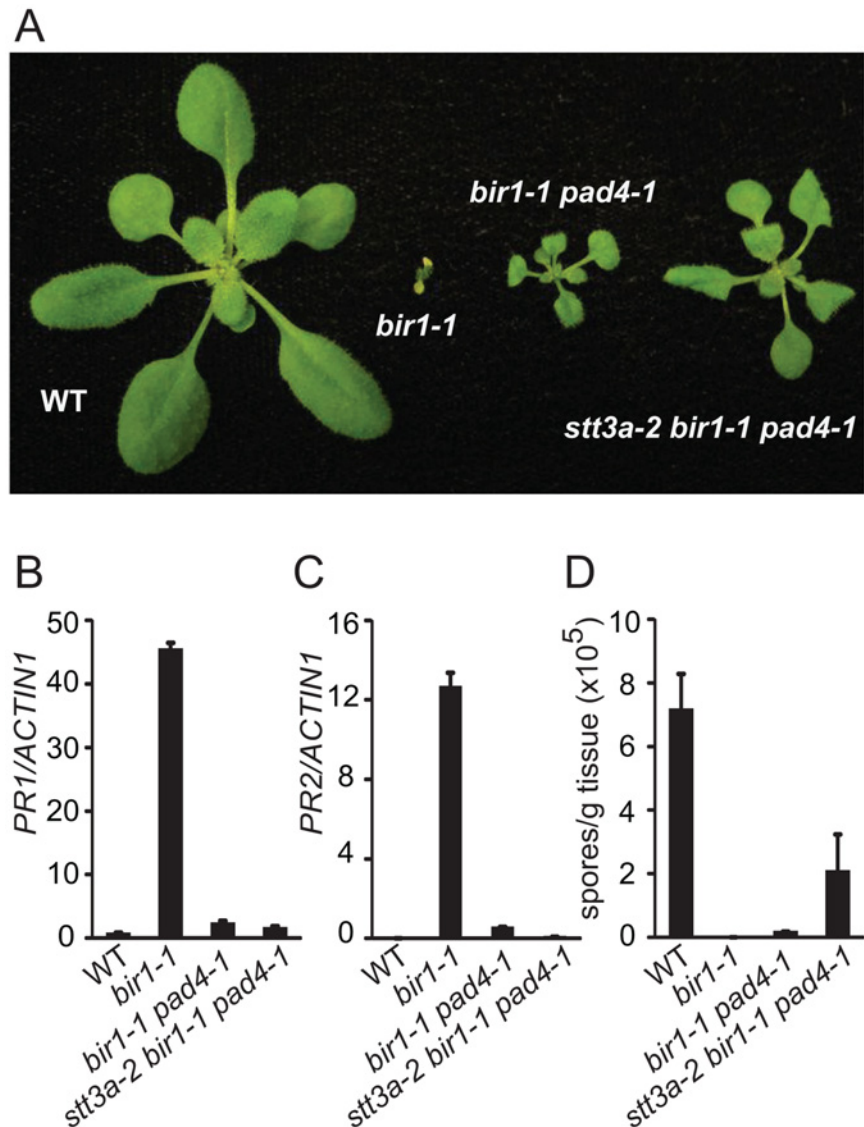 A
bir1-1 pad4-1
bir1-1
WT
stt3a-2 bir1-1 pad4-1
B
PR1/ACTIN1
50
40
30
20
10
0
WT
bir1-1
bir1-1 pad4-1
stt3a-2 bir1-1 pad4-1
C
PR2/ACTIN1
16
12
8
4
0
WT
bir1-1
bir1-1 pad4-1
stt3a-2 bir1-1 pad4-1
D
spores/g tissue (x10⁵)
10
8
6
4
2
0
WT
bir1-1
bir1-1 pad4-1
stt3a-2 bir1-1 pad4-1